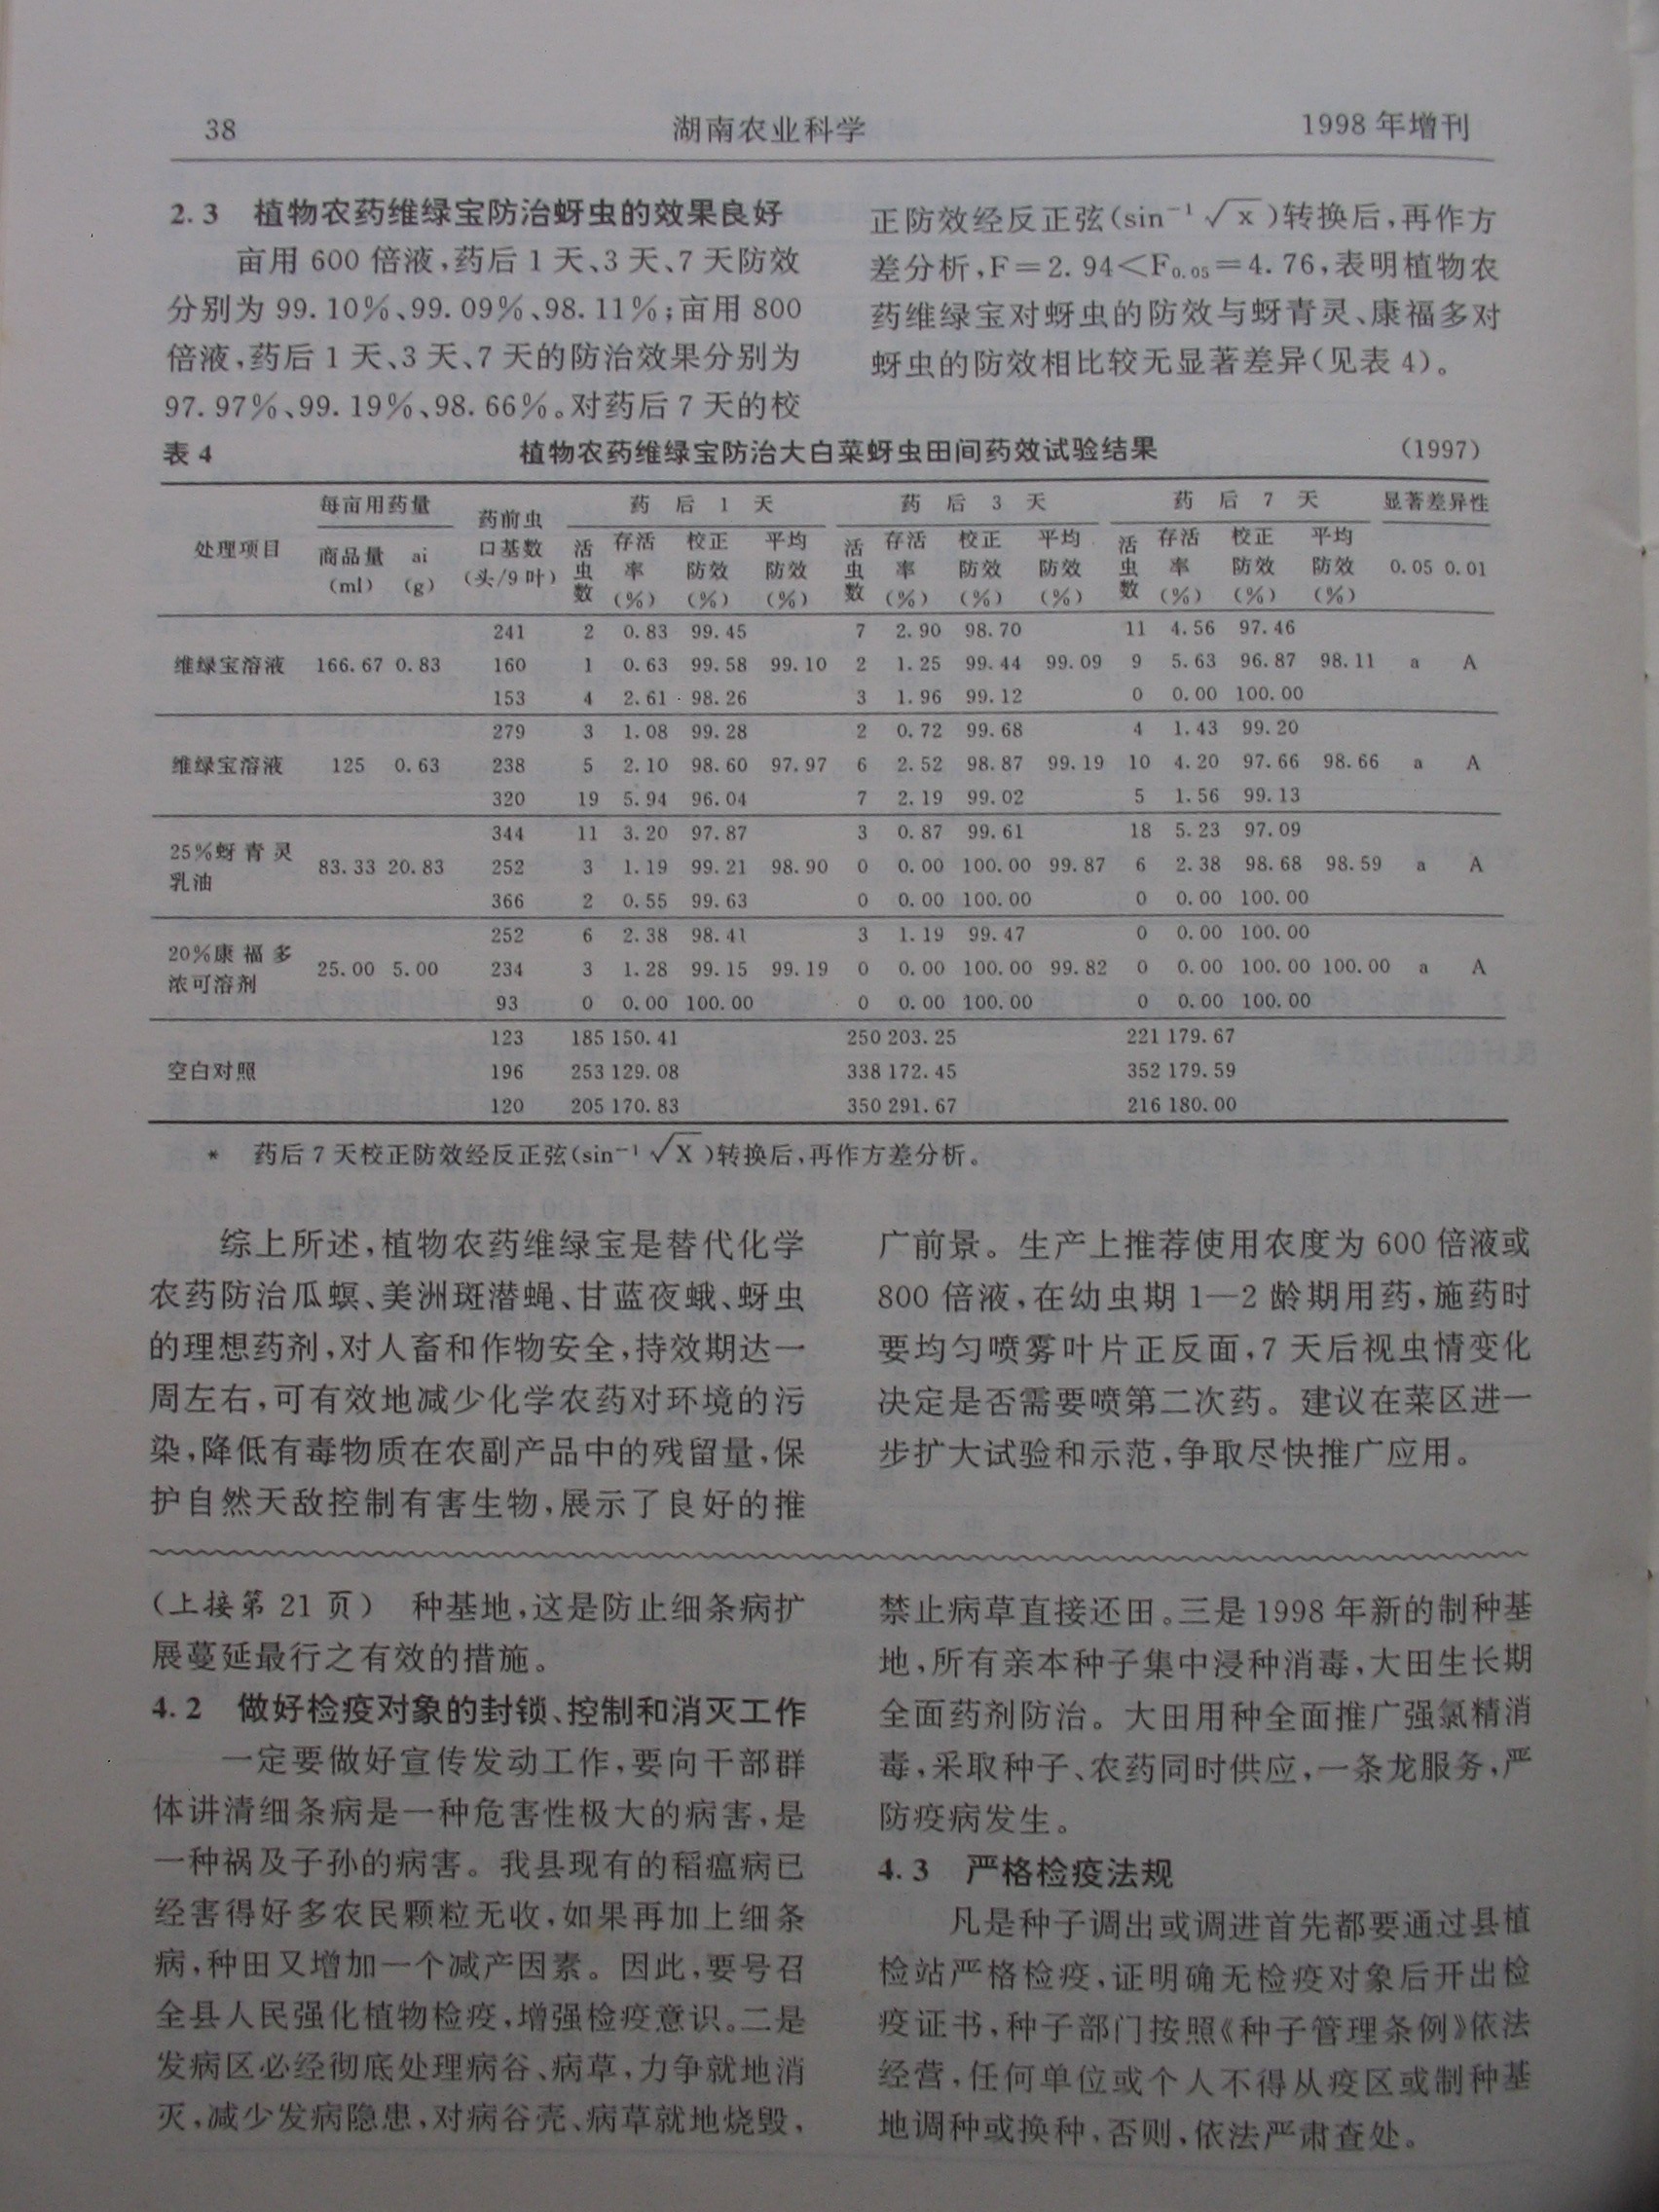 38 湖南农业科学 1998年增刊
2.3 植物农药维绿宝防治蚜虫的效果良好
亩用600倍液,药后1天、3天、7天防效
分别为99.10%、99.09%、98.11%;亩用800
倍液,药后1天、3天、7天的防治效果分别为
97.97%、99.19%、98.66%。对药后7天的校
正防效经反正弦(sin⁻¹√x)转换后,再作方
差分析,F=2.94<F0.05=4.76,表明植物农
药维绿宝对蚜虫的防效与蚜青灵、康福多对
蚜虫的防效相比较无显著差异(见表4)。
表4 植物农药维绿宝防治大白菜蚜虫田间药效试验结果 (1997)
处理项目 每亩用药量 商品量(ml) ai(g) 药前虫口基数(头/9叶) 药后1天 活虫数 存活率(%) 校正防效(%) 平均防效(%) 药后3天 活虫数 存活率(%) 校正防效(%) 平均防效(%) 药后7天 活虫数 存活率(%) 校正防效(%) 平均防效(%) 显著差异性 0.05 0.01
241 2 0.83 99.45 7 2.90 98.70 11 4.56 97.46
维绿宝溶液 166.67 0.83 160 1 0.63 99.58 99.10 2 1.25 99.44 99.09 9 5.63 96.87 98.11 a A
153 4 2.61 98.26 3 1.96 99.12 0 0.00 100.00
279 3 1.08 99.28 2 0.72 99.68 4 1.43 99.20
维绿宝溶液 125 0.63 238 5 2.10 98.60 97.97 6 2.52 98.87 99.19 10 4.20 97.66 98.66 a A
320 19 5.94 96.04 7 2.19 99.02 5 1.56 99.13
344 11 3.20 97.87 3 0.87 99.61 18 5.23 97.09
25%蚜青灵乳油 83.33 20.83 252 3 1.19 99.21 98.90 0 0.00 100.00 99.87 6 2.38 98.68 98.59 a A
366 2 0.55 99.63 0 0.00 100.00 0 0.00 100.00
252 6 2.38 98.41 3 1.19 99.47 0 0.00 100.00
20%康福多浓可溶剂 25.00 5.00 234 3 1.28 99.15 99.19 0 0.00 100.00 99.82 0 0.00 100.00 100.00 a A
93 0 0.00 100.00 0 0.00 100.00 0 0.00 100.00
123 185 150.41 250 203.25 221 179.67
空白对照 196 253 129.08 338 172.45 352 179.59
120 205 170.83 350 291.67 216 180.00
* 药后7天校正防效经反正弦(sin⁻¹√X)转换后,再作方差分析。
综上所述,植物农药维绿宝是替代化学
农药防治瓜螟、美洲斑潜蝇、甘蓝夜蛾、蚜虫
的理想药剂,对人畜和作物安全,持效期达一
周左右,可有效地减少化学农药对环境的污
染,降低有毒物质在农副产品中的残留量,保
护自然天敌控制有害生物,展示了良好的推
广前景。生产上推荐使用农度为600倍液或
800倍液,在幼虫期1—2龄期用药,施药时
要均匀喷雾叶片正反面,7天后视虫情变化
决定是否需要喷第二次药。建议在菜区进一
步扩大试验和示范,争取尽快推广应用。
(上接第21页) 种基地,这是防止细条病扩
展蔓延最行之有效的措施。
4.2 做好检疫对象的封锁、控制和消灭工作
一定要做好宣传发动工作,要向干部群
体讲清细条病是一种危害性极大的病害,是
一种祸及子孙的病害。我县现有的稻瘟病已
经害得好多农民颗粒无收,如果再加上细条
病,种田又增加一个减产因素。因此,要号召
全县人民强化植物检疫,增强检疫意识。二是
发病区必经彻底处理病谷、病草,力争就地消
灭,减少发病隐患,对病谷壳、病草就地烧毁,
禁止病草直接还田。三是1998年新的制种基
地,所有亲本种子集中浸种消毒,大田生长期
全面药剂防治。大田用种全面推广强氯精消
毒,采取种子、农药同时供应,一条龙服务,严
防疫病发生。
4.3 严格检疫法规
凡是种子调出或调进首先都要通过县植
检站严格检疫,证明确无检疫对象后开出检
疫证书,种子部门按照《种子管理条例》依法
经营,任何单位或个人不得从疫区或制种基
地调种或换种,否则,依法严肃查处。